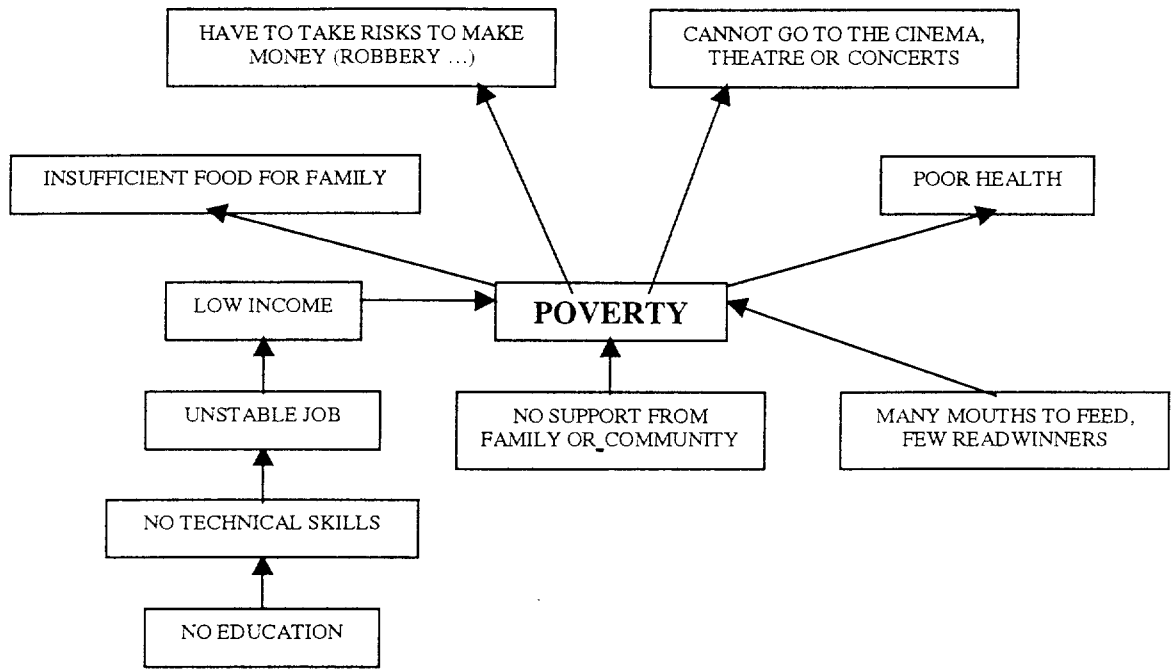 HAVE TO TAKE RISKS TO MAKE
MONEY (ROBBERY ...)
CANNOT GO TO THE CINEMA,
THEATRE OR CONCERTS
INSUFFICIENT FOOD FOR FAMILY
POOR HEALTH
LOW INCOME
POVERTY
UNSTABLE JOB
NO SUPPORT FROM
FAMILY OR COMMUNITY
MANY MOUTHS TO FEED,
FEW READWINNERS
NO TECHNICAL SKILLS
NO EDUCATION